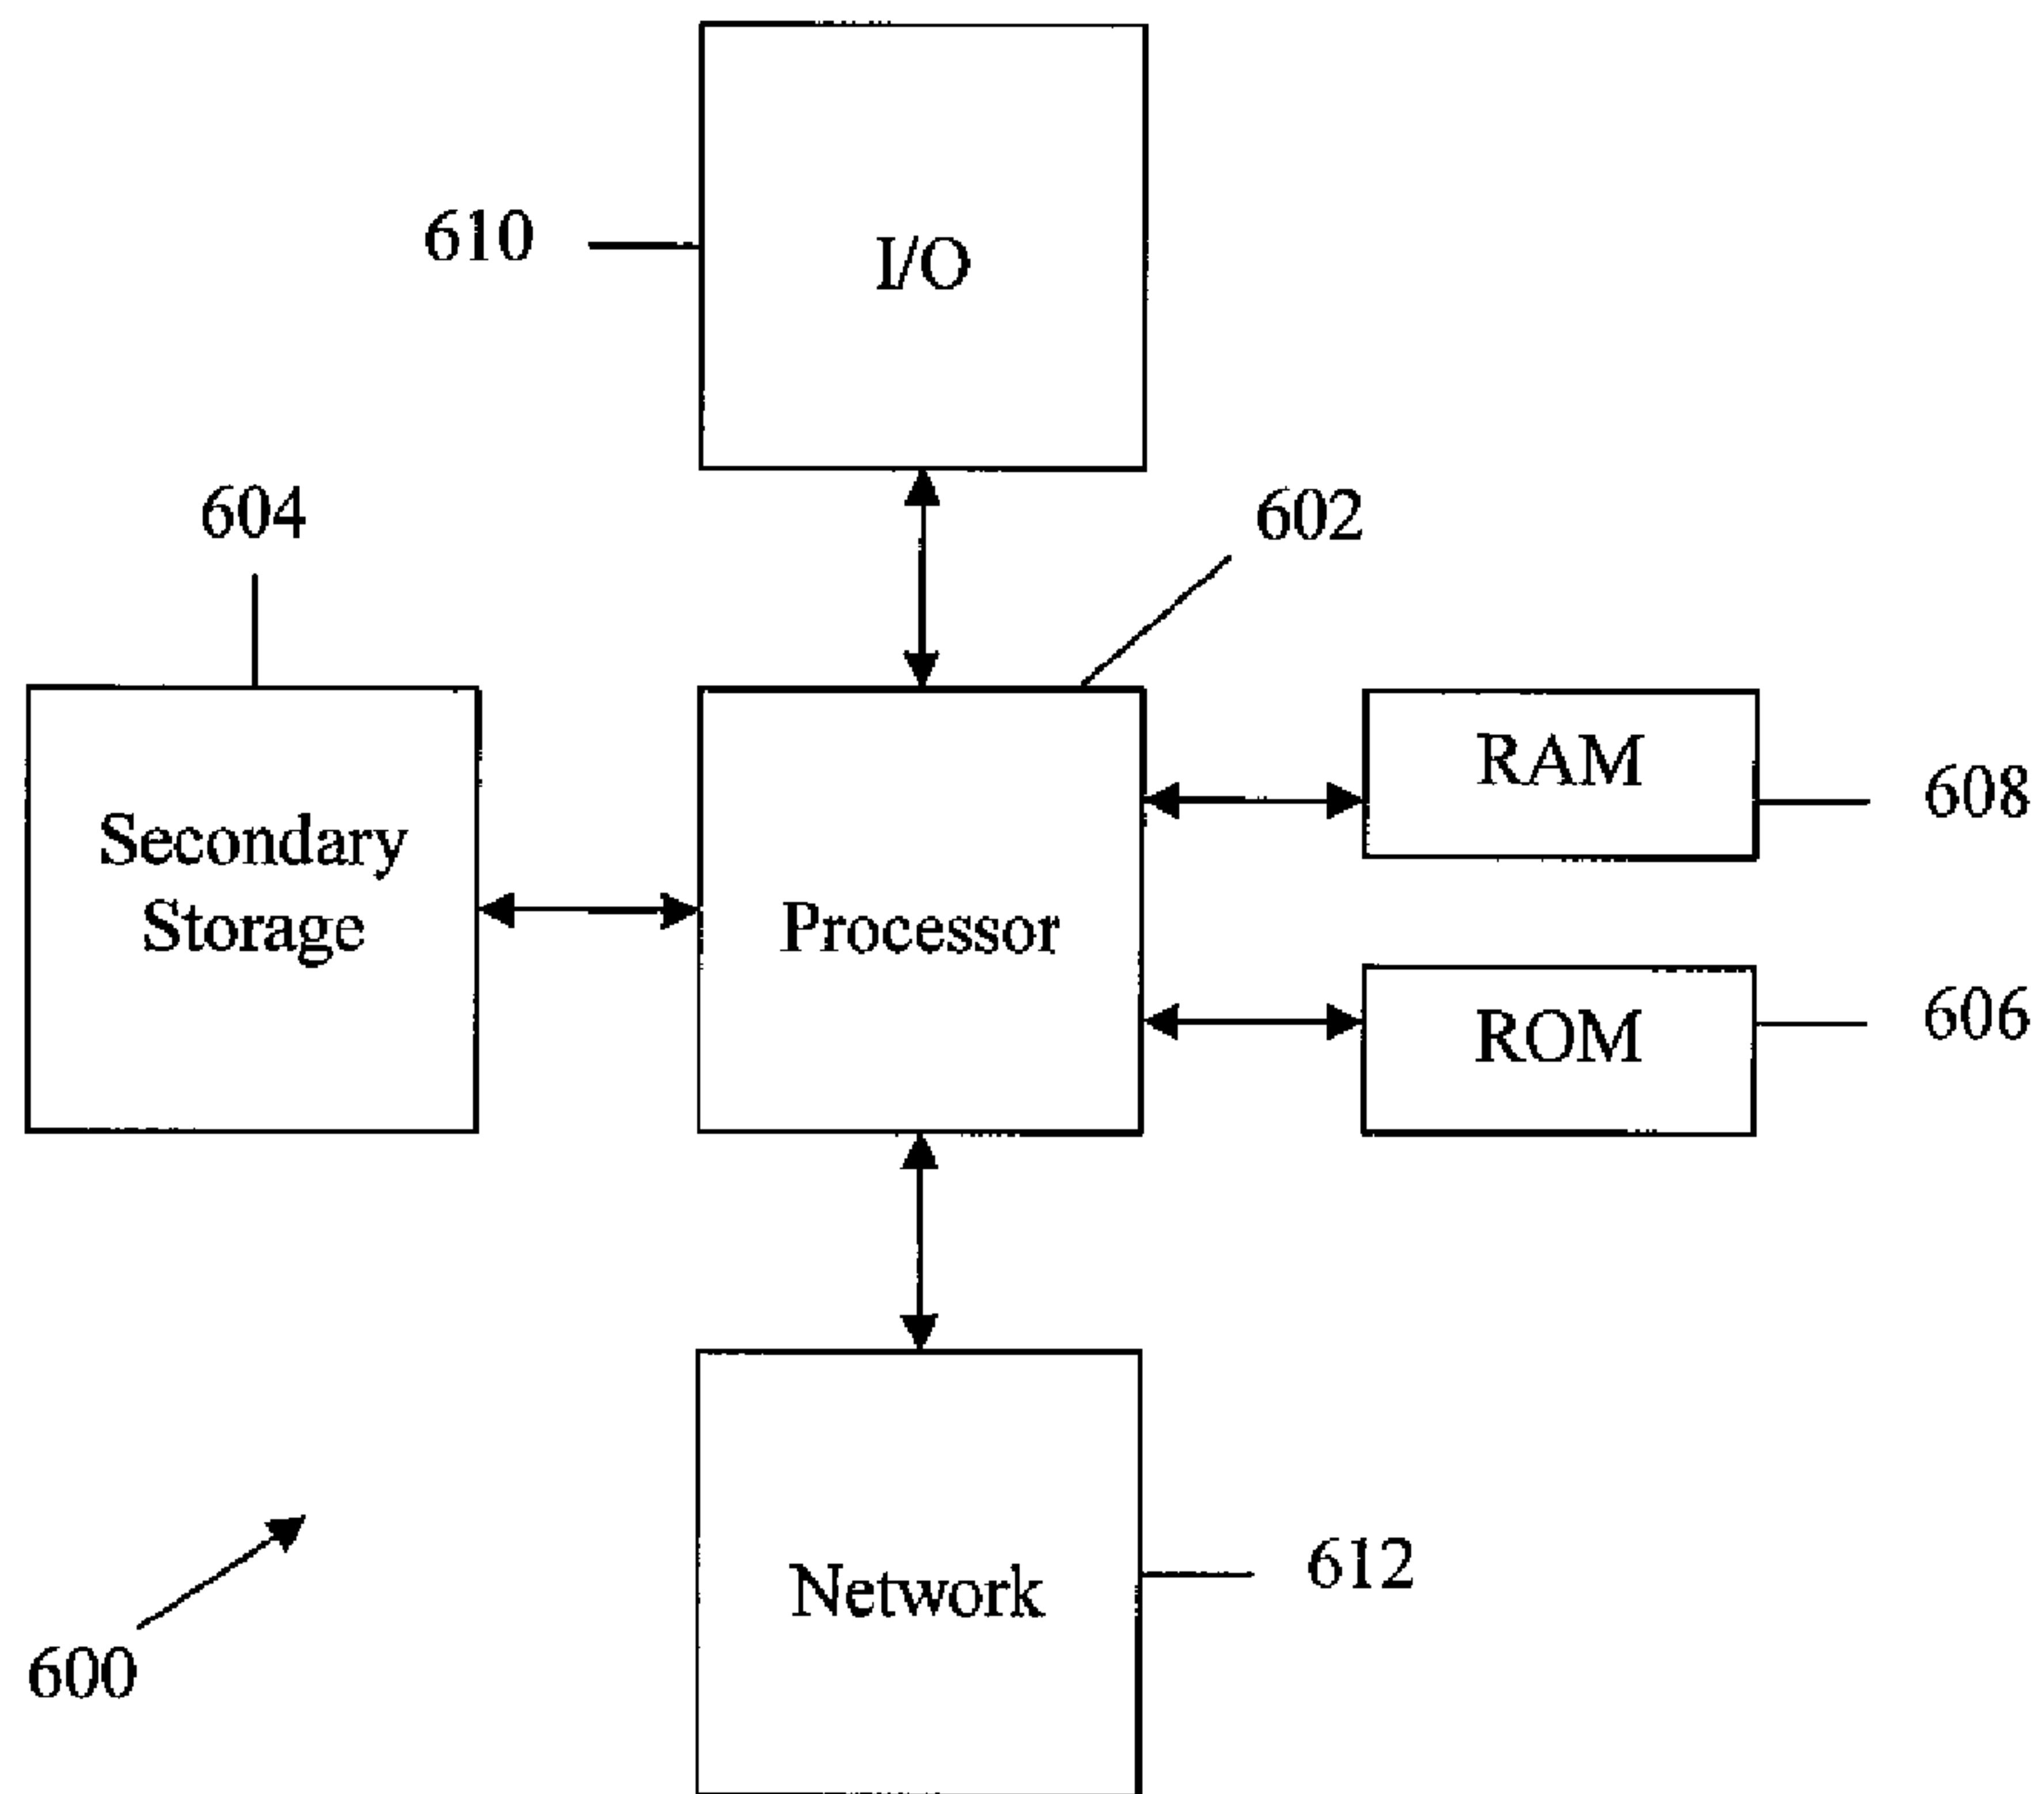 610
I/O
604
602
RAM
608
Secondary
Storage
Processor
ROM
606
Network
612
600